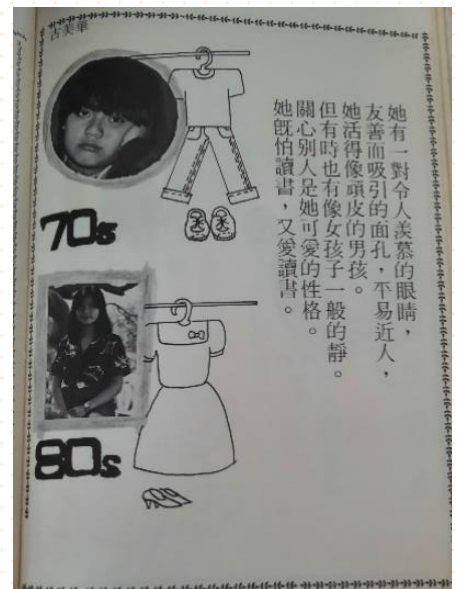 古美華
她有一對令人羨慕的眼睛，
友善而吸引的面孔，平易近人，
她活得像頑皮的男孩。
但有時也有像女孩子一般的靜。
關心別人是她可愛的性格。
她旣怕讀書，又愛讀書。
70s
80s